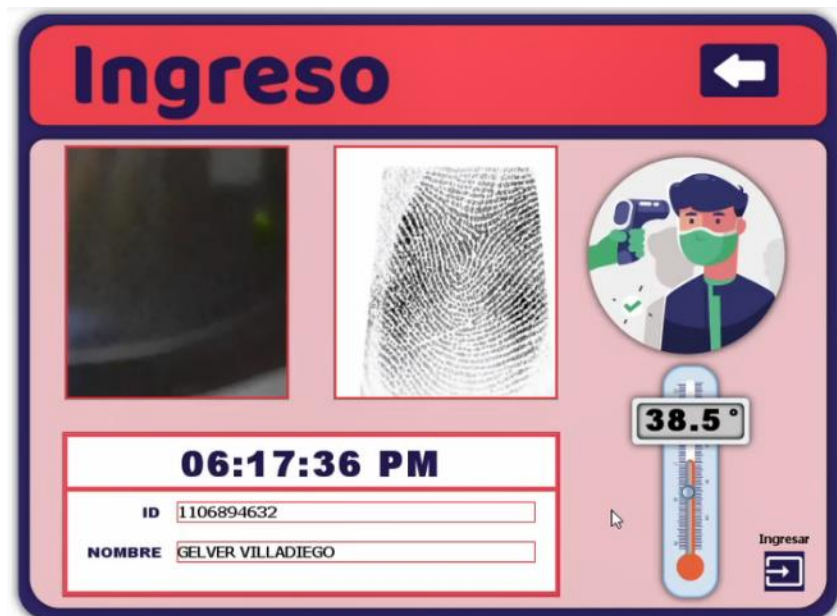 Ingreso
38.5°
06:17:36 PM
ID 1106894632
NOMBRE GELVER VILLADIEGO
Ingresar